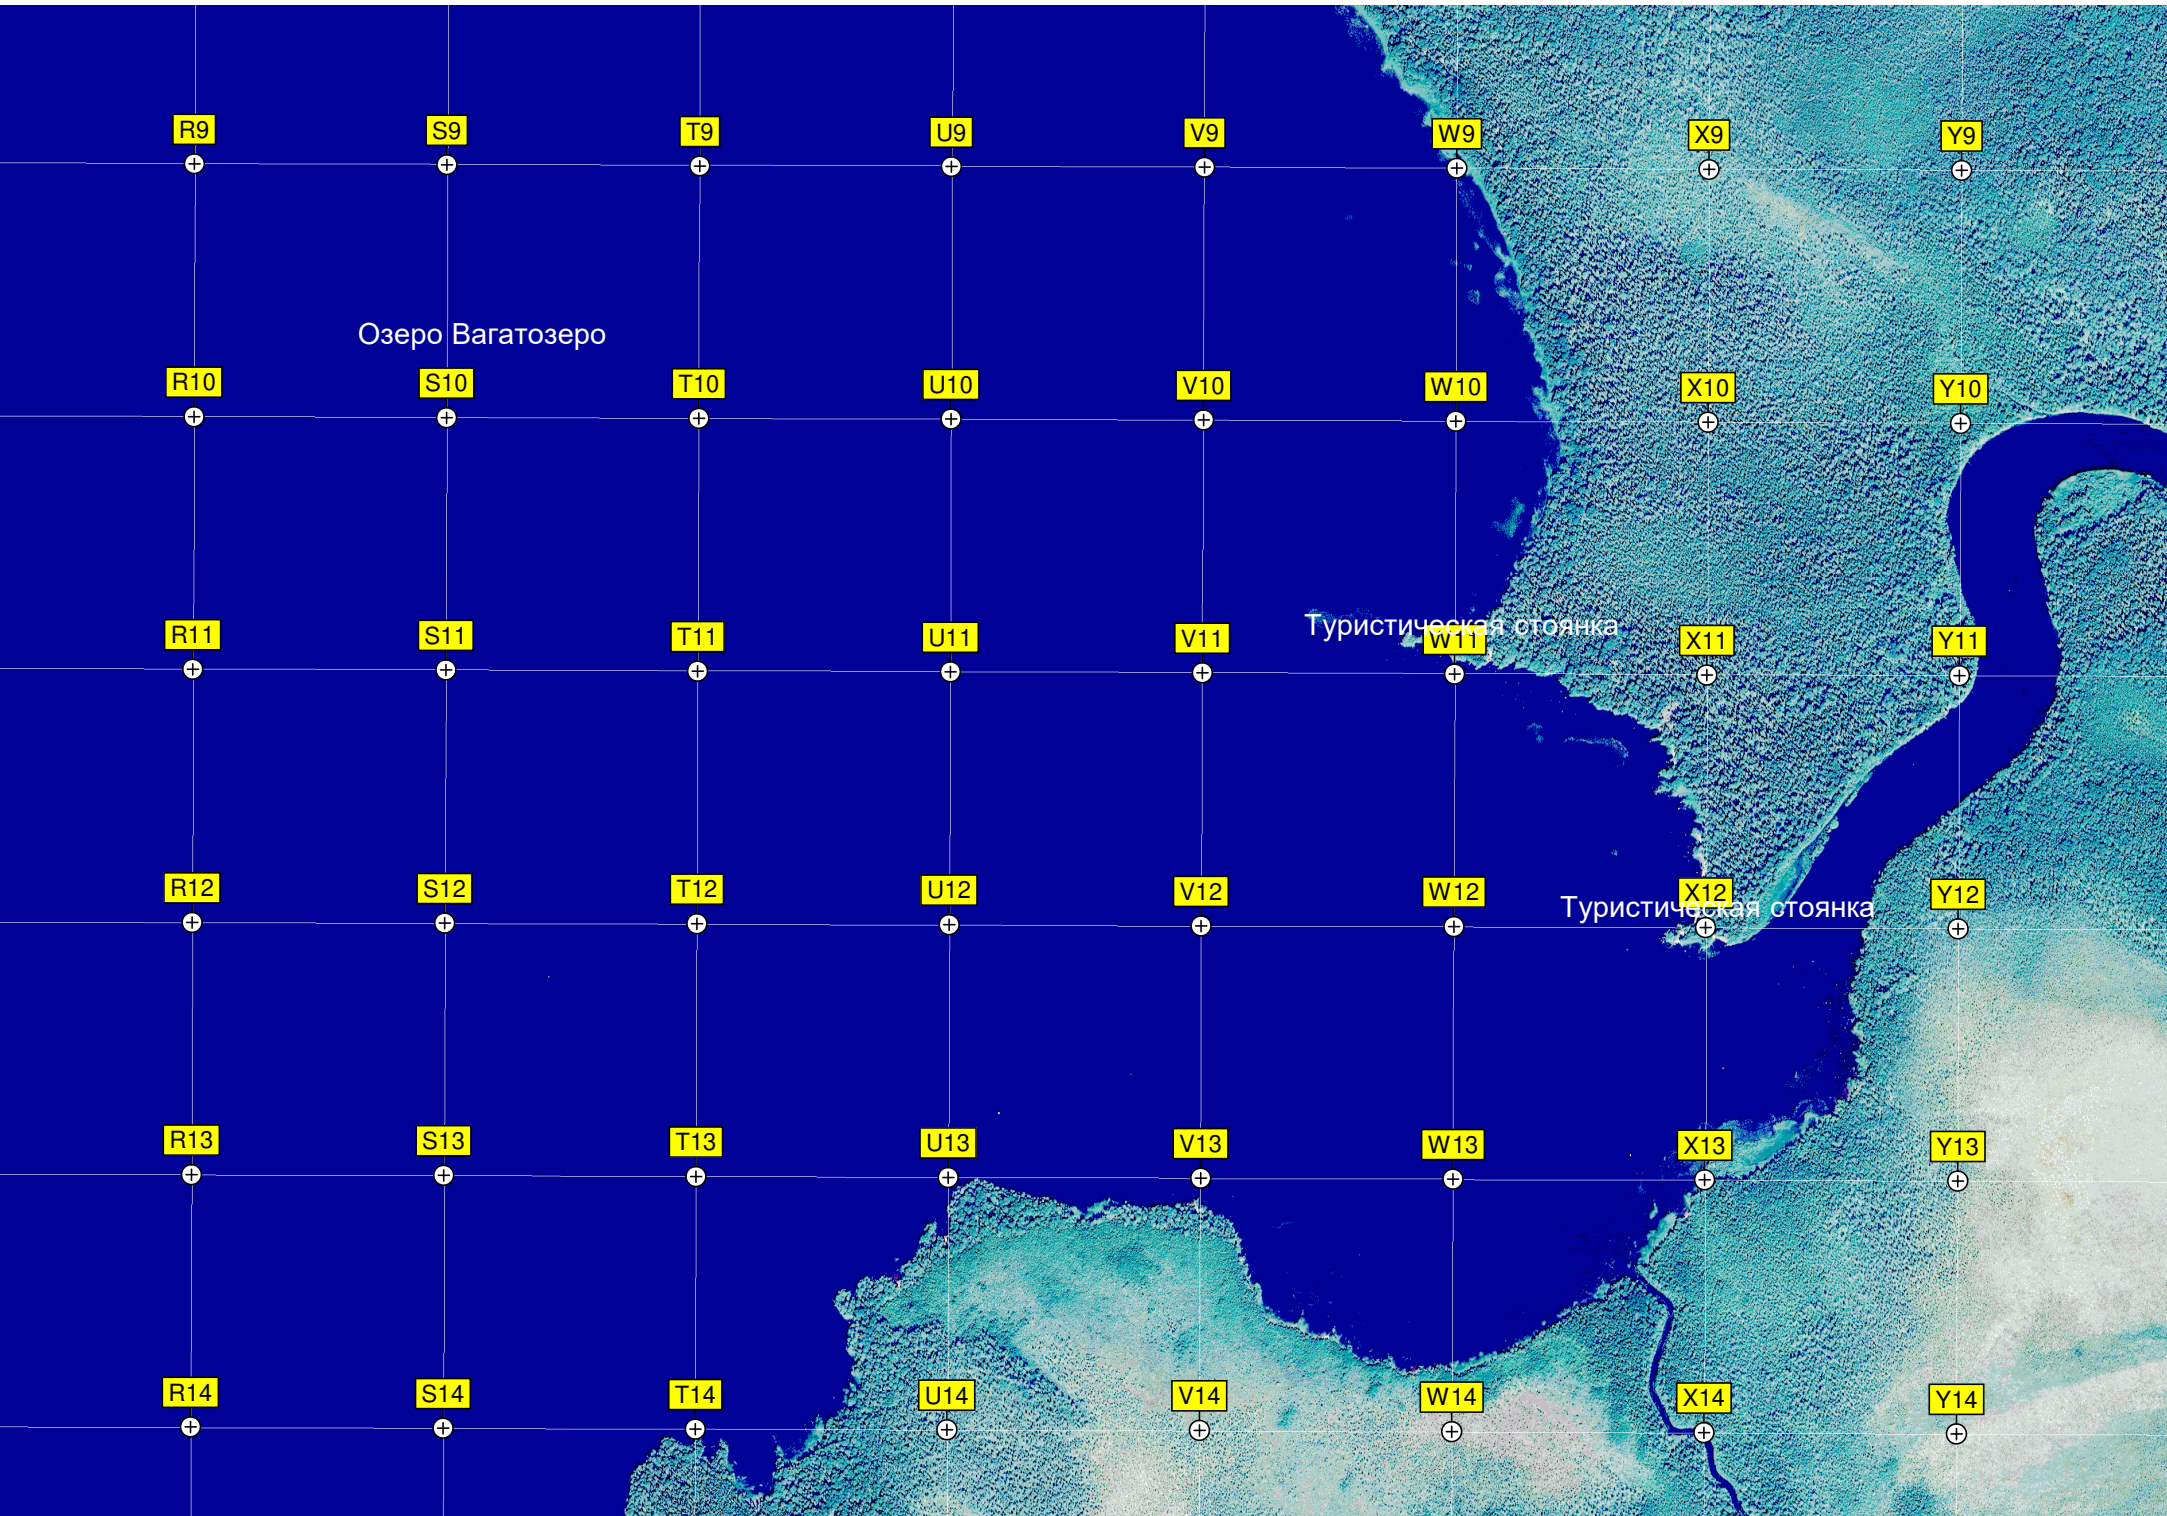 R9 S9 T9 U9 V9 W9 X9 Y9
Озеро Вагатозеро
R10 S10 T10 U10 V10 W10 X10 Y10
Туристическая стоянка
R11 S11 T11 U11 V11 W11 X11 Y11
R12 S12 T12 U12 V12 W12 X12 Y12
Туристическая стоянка
R13 S13 T13 U13 V13 W13 X13 Y13
R14 S14 T14 U14 V14 W14 X14 Y14